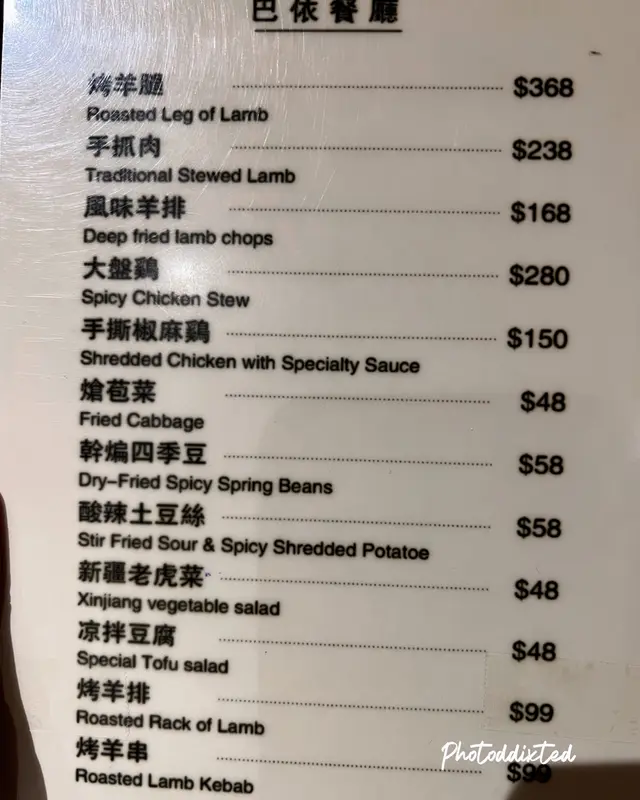 巴依餐廳
烤羊腿 $368
Roasted Leg of Lamb
手抓肉 $238
Traditional Stewed Lamb
風味羊排 $168
Deep fried lamb chops
大盤鷄 $280
Spicy Chicken Stew
手撕椒麻鷄 $150
Shredded Chicken with Specialty Sauce
熗苞菜 $48
Fried Cabbage
幹煸四季豆 $58
Dry-Fried Spicy Spring Beans
酸辣土豆絲 $58
Stir Fried Sour & Spicy Shredded Potatoe
新疆老虎菜 $48
Xinjiang vegetable salad
凉拌豆腐 $48
Special Tofu salad
烤羊排 $99
Roasted Rack of Lamb
烤羊串 $99
Roasted Lamb Kebab
Photoddixted